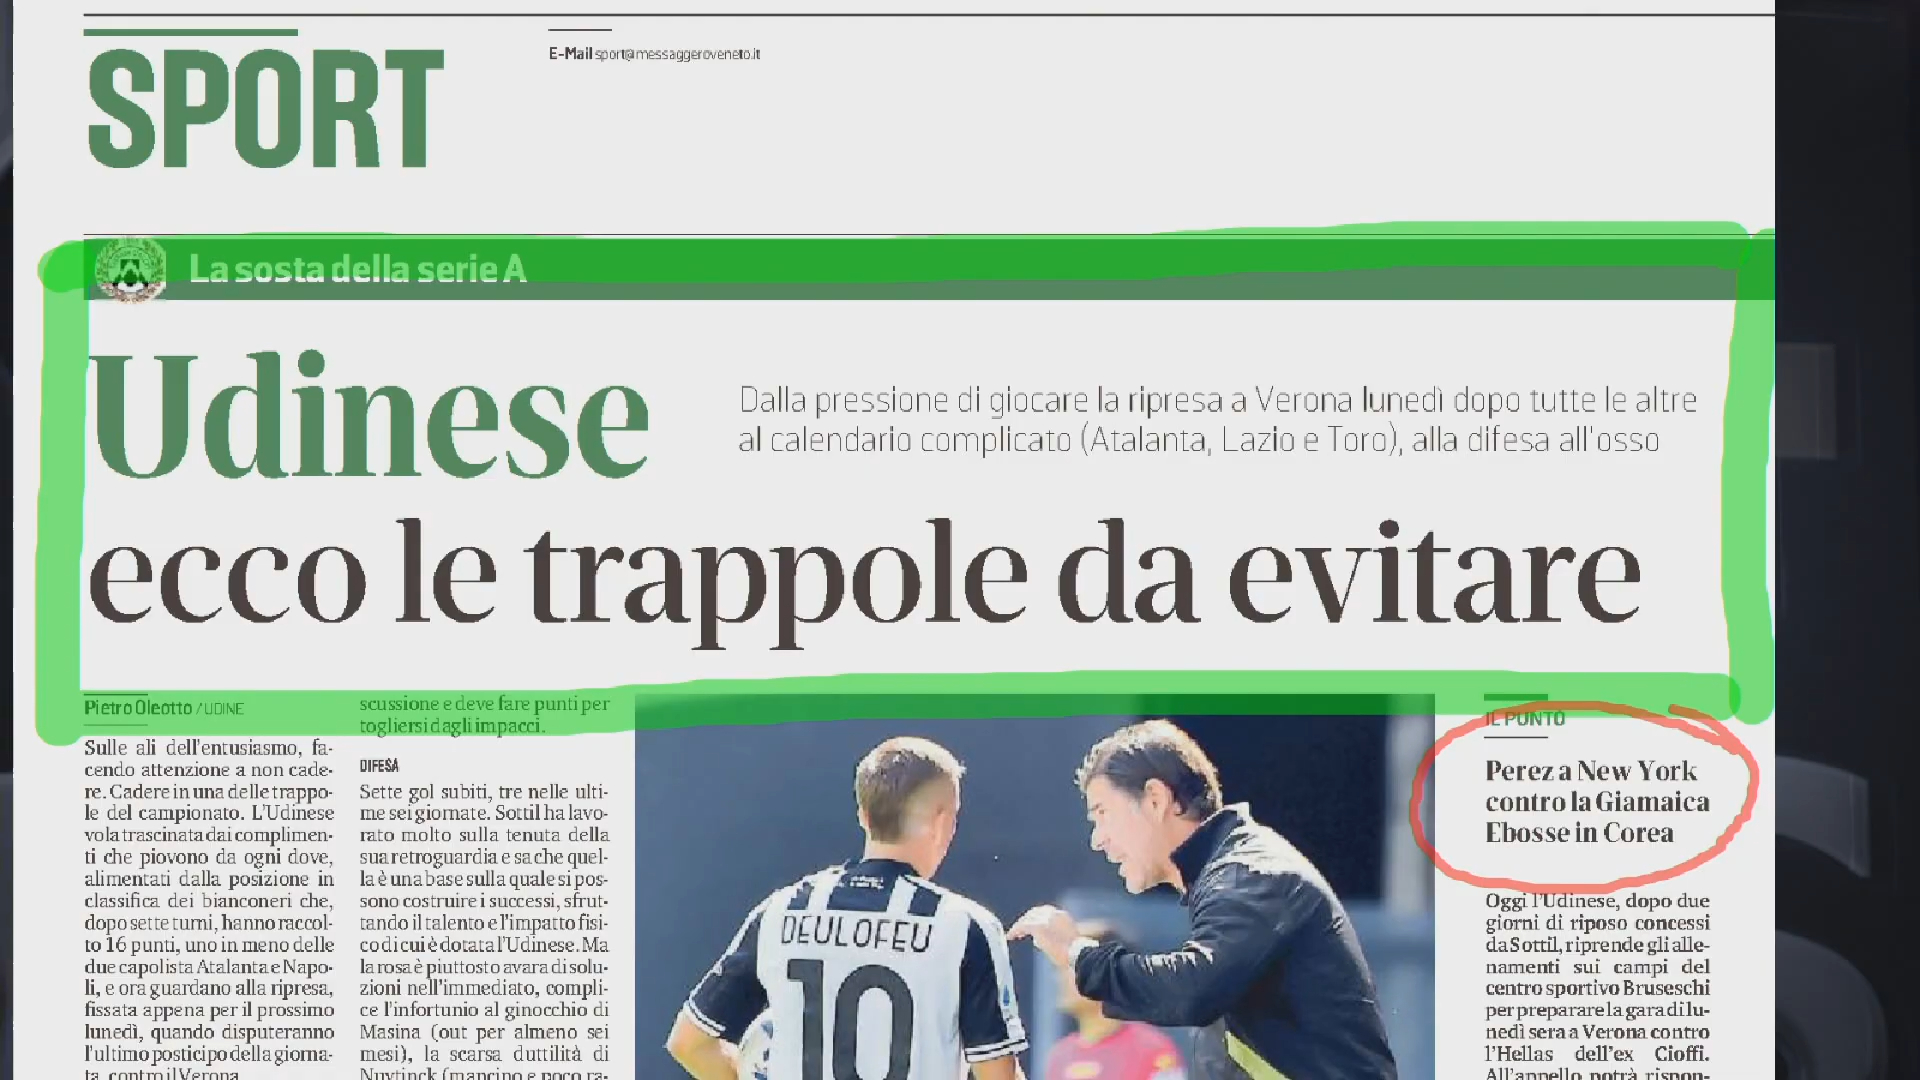 SPORT
E-Mail sport@messaggeroveneto.it
La sosta della serie A
Udinese
ecco le trappole da evitare
Dalla pressione di giocare la ripresa a Verona lunedì dopo tutte le altre
al calendario complicato (Atalanta, Lazio e Toro), alla difesa all'osso
Pietro Oleotto / UDINE
Sulle ali dell'entusiasmo, fa-
cendo attenzione a non cade-
re. Cadere in una delle trappo-
le del campionato. L'Udinese
vola trascinata dai complimen-
ti che piovono da ogni dove,
alimentati dalla posizione in
classifica dei bianconeri che,
dopo sette turni, hanno raccol-
to 16 punti, uno in meno delle
due capolista Atalanta e Napo-
li, e ora guardano alla ripresa,
fissata appena per il prossimo
lunedì, quando disputeranno
l'ultimo posticipo della giorna-
ta, contro il Verona
scussione e deve fare punti per
togliersi dagli impacci.
DIFESA
Sette gol subiti, tre nelle ulti-
me sei giornate. Sottil ha lavo-
rato molto sulla tenuta della
sua retroguardia e sa che quel-
la è una base sulla quale si pos-
sono costruire i successi, sfrut-
tando il talento e l'impatto fisi-
co di cui è dotata l'Udinese. Ma
la rosa è piuttosto avara di solu-
zioni nell'immediato, compli-
ce l'infortunio al ginocchio di
Masina (out per almeno sei
mesi), la scarsa duttilità di
Nuytinck (mancino e poco ra-
DEULOFEU
10
IL PUNTO
Perez a New York
contro la Giamaica
Ebosse in Corea
Oggi l'Udinese, dopo due
giorni di riposo concessi
da Sottil, riprende gli alle-
namenti sui campi del
centro sportivo Bruseschi
per preparare la gara di lu-
nedì sera a Verona contro
l'Hellas dell'ex Cioffi.
All'appello potrà rispon-